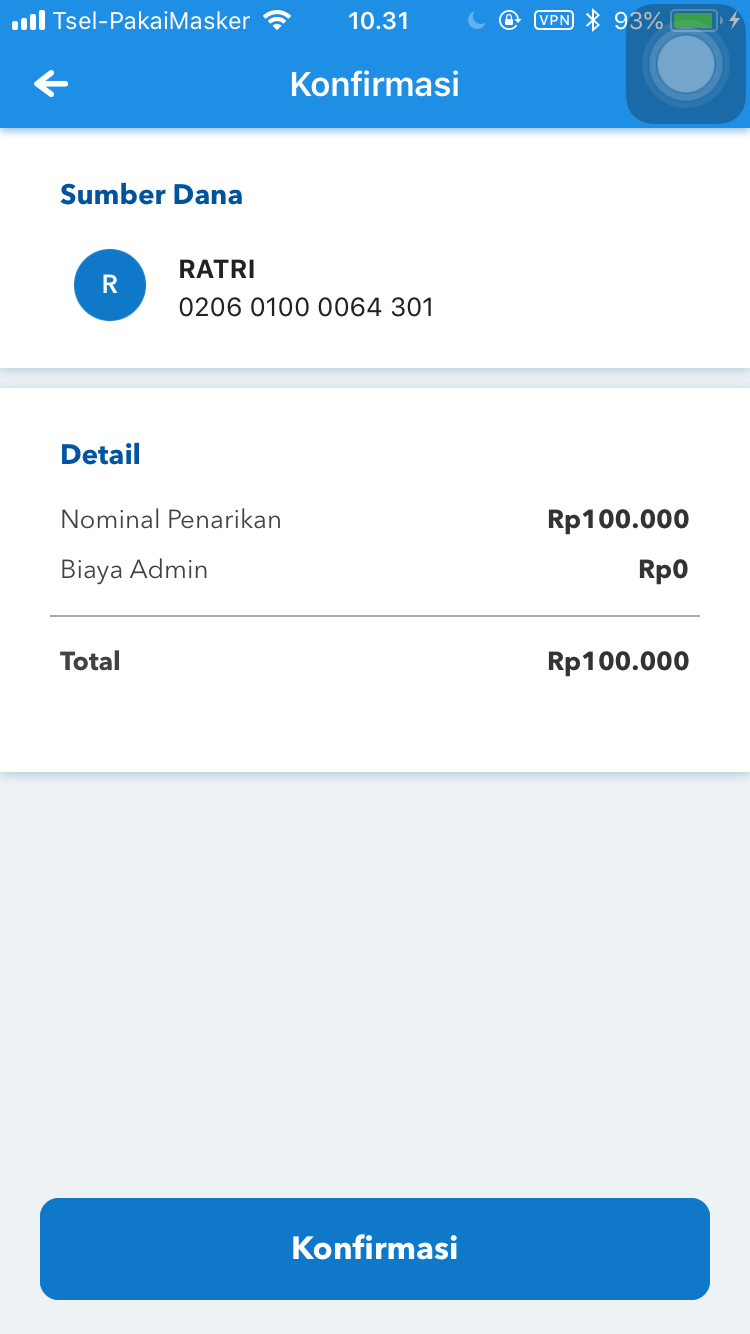 Tsel-PakaiMasker 10.31 VPN 93%
Konfirmasi
Sumber Dana
R
RATRI
0206 0100 0064 301
Detail
Nominal Penarikan Rp100.000
Biaya Admin Rp0
Total Rp100.000
Konfirmasi